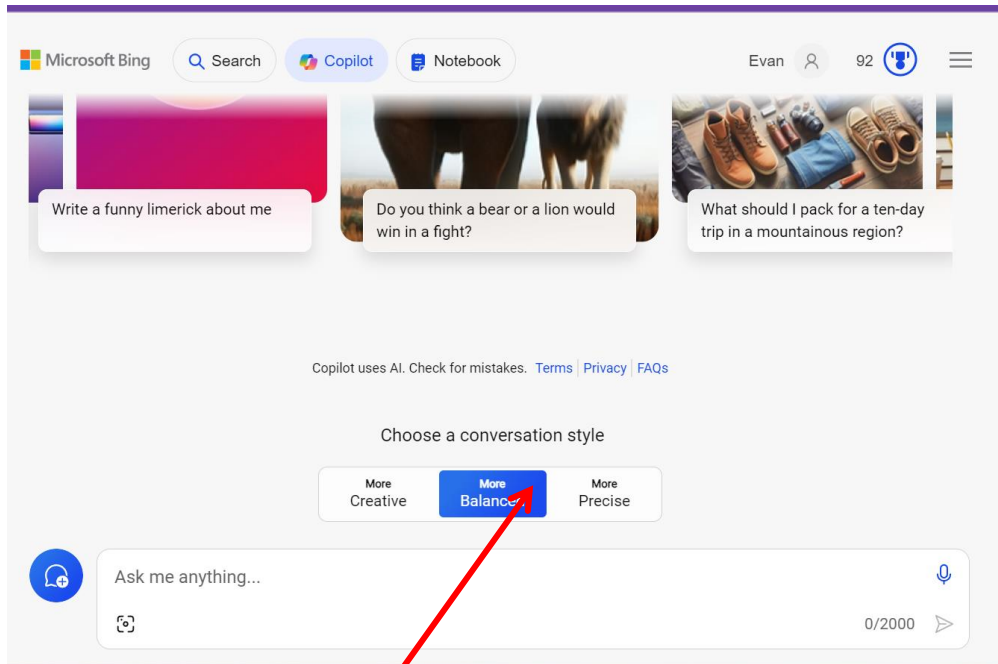 Microsoft Bing Search Copilot Notebook Evan 92
Write a funny limerick about me
Do you think a bear or a lion would
win in a fight?
What should I pack for a ten-day
trip in a mountainous region?
Copilot uses AI. Check for mistakes. Terms Privacy FAQs
Choose a conversation style
More
Creative
More
Balanced
More
Precise
Ask me anything...
0/2000